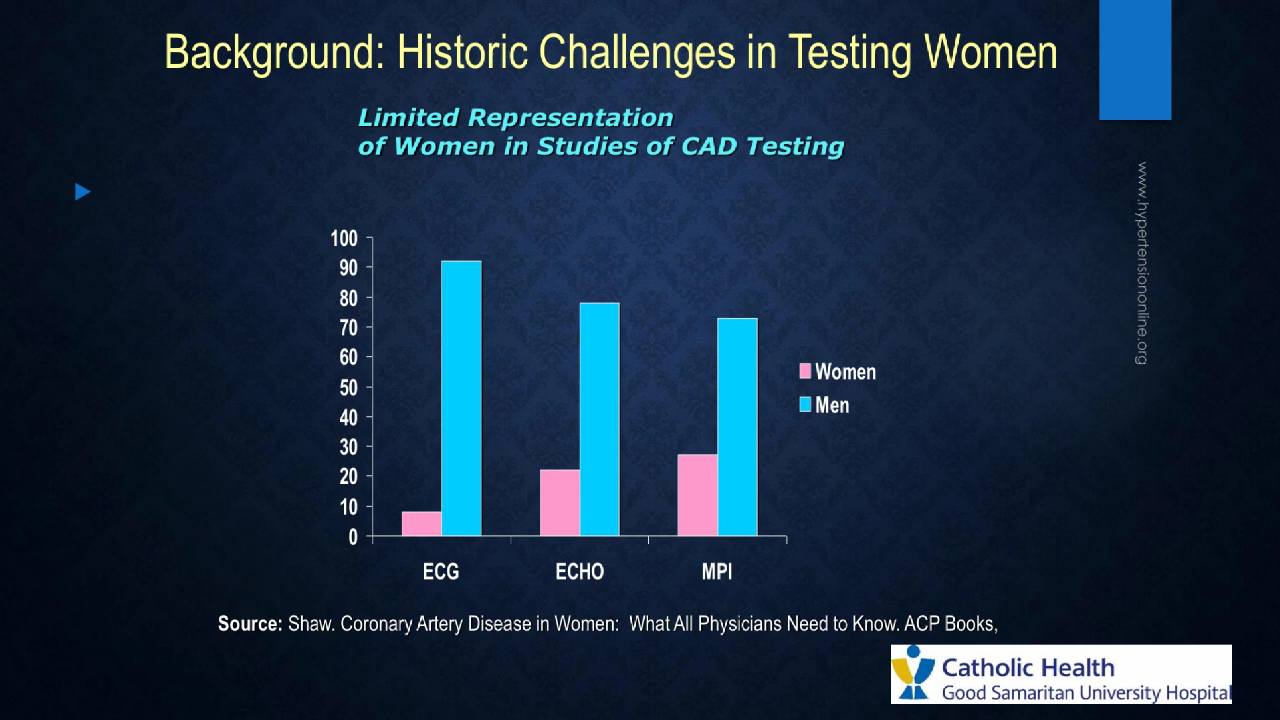 Background: Historic Challenges in Testing Women
Limited Representation
of Women in Studies of CAD Testing
www.hypertensiononline.org
100
90
80
70
60
50
40
30
20
10
0
ECG ECHO MPI
Women
Men
Source: Shaw. Coronary Artery Disease in Women: What All Physicians Need to Know. ACP Books,
Catholic Health
Good Samaritan University Hospital